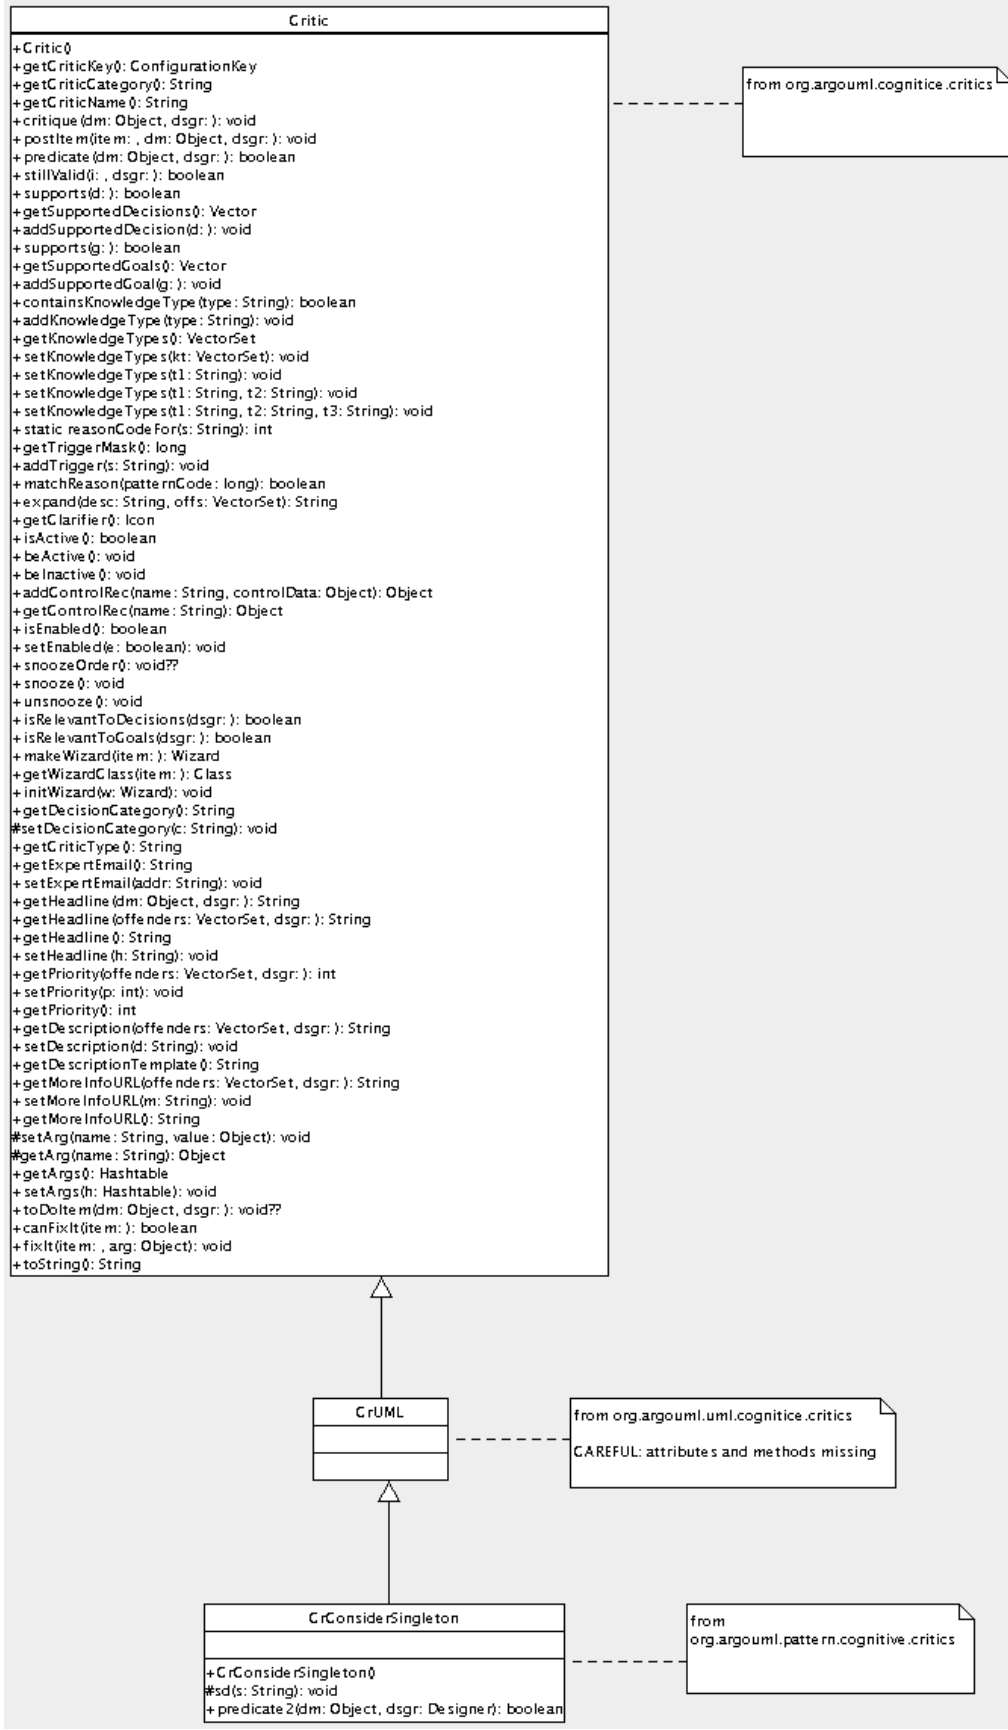 Critic
+Critic()
+getCriticKey(): ConfigurationKey
+getCriticCategory(): String
+getCriticName(): String
+critique(dm: Object, dsgr: ): void
+postItem(item: , dm: Object, dsgr: ): void
+predicate(dm: Object, dsgr: ): boolean
+stillValid(i: , dsgr: ): boolean
+supports(d: ): boolean
+getSupportedDecisions(): Vector
+addSupportedDecision(d: ): void
+supports(g: ): boolean
+getSupportedGoals(): Vector
+addSupportedGoal(g: ): void
+containsKnowledgeType(type: String): boolean
+addKnowledgeType(type: String): void
+getKnowledgeTypes(): VectorSet
+setKnowledgeTypes(kt: VectorSet): void
+setKnowledgeTypes(t1: String): void
+setKnowledgeTypes(t1: String, t2: String): void
+setKnowledgeTypes(t1: String, t2: String, t3: String): void
+static reasonCodeFor(s: String): int
+getTriggerMask(): long
+addTrigger(s: String): void
+matchReason(patternCode: long): boolean
+expand(desc: String, offs: VectorSet): String
+getClarifier(): Icon
+isActive(): boolean
+beActive(): void
+beInactive(): void
+addControlRec(name: String, controlData: Object): Object
+getControlRec(name: String): Object
+isEnabled(): boolean
+setEnabled(e: boolean): void
+snoozeOrder(): void??
+snooze(): void
+unsnooze(): void
+isRelevantToDecisions(dsgr: ): boolean
+isRelevantToGoals(dsgr: ): boolean
+makeWizard(item: ): Wizard
+getWizardClass(item: ): Class
+initWizard(w: Wizard): void
+getDecisionCategory(): String
#setDecisionCategory(c: String): void
+getCriticType(): String
+getExpertEmail(): String
+setExpertEmail(addr: String): void
+getHeadline(dm: Object, dsgr: ): String
+getHeadline(offenders: VectorSet, dsgr: ): String
+getHeadline(): String
+setHeadline(h: String): void
+getPriority(offenders: VectorSet, dsgr: ): int
+setPriority(p: int): void
+getPriority(): int
+getDescription(offenders: VectorSet, dsgr: ): String
+setDescription(d: String): void
+getDescriptionTemplate(): String
+getMoreInfoURL(offenders: VectorSet, dsgr: ): String
+setMoreInfoURL(m: String): void
+getMoreInfoURL(): String
#setArg(name: String, value: Object): void
#getArg(name: String): Object
+getArgs(): Hashtable
+setArgs(h: Hashtable): void
+toDoItem(dm: Object, dsgr: ): void??
+canFixIt(item: ): boolean
+fixIt(item: , arg: Object): void
+toString(): String
from org.argouml.cognitice.critics
CrUML
from org.argouml.uml.cognitice.critics
CAREFUL: attributes and methods missing
CrConsiderSingleton
+CrConsiderSingleton()
#sd(s: String): void
+predicate2(dm: Object, dsgr: Designer): boolean
from
org.argouml.pattern.cognitive.critics